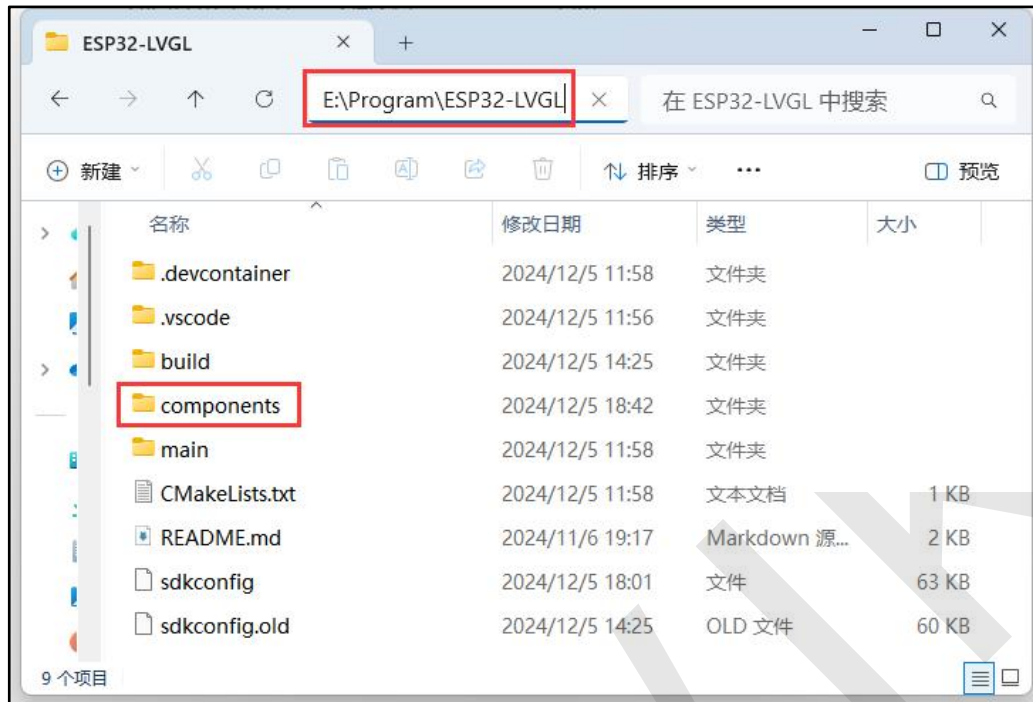 ESP32-LVGL
E:\Program\ESP32-LVGL 在 ESP32-LVGL 中搜索
新建 排序 预览
名称 修改日期 类型 大小
.devcontainer 2024/12/5 11:58 文件夹
.vscode 2024/12/5 11:56 文件夹
build 2024/12/5 14:25 文件夹
components 2024/12/5 18:42 文件夹
main 2024/12/5 11:58 文件夹
CMakeLists.txt 2024/12/5 11:58 文本文档 1 KB
README.md 2024/11/6 19:17 Markdown 源... 2 KB
sdkconfig 2024/12/5 18:01 文件 63 KB
sdkconfig.old 2024/12/5 14:25 OLD 文件 60 KB
9 个项目